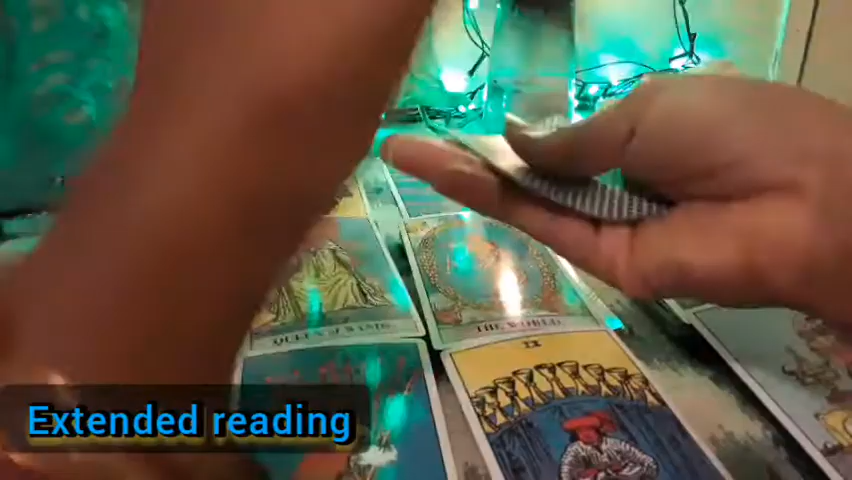 QUEEN of WANDS.
THE WORLD.
IX
Extended reading